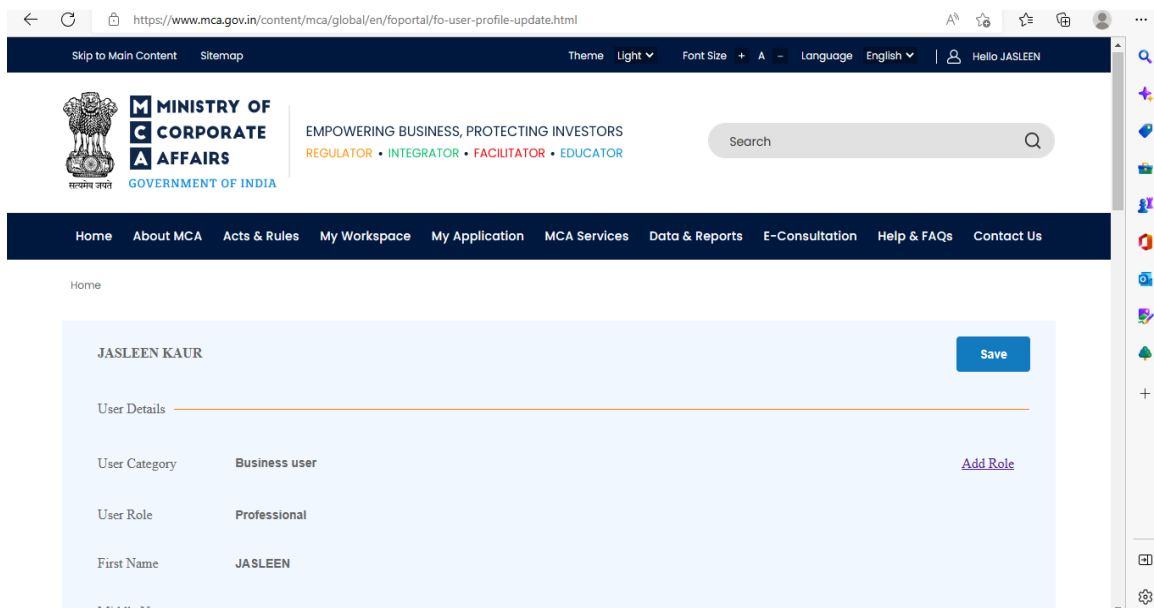 https://www.mca.gov.in/content/mca/global/en/foportal/fo-user-profile-update.html
Skip to Main Content Sitemap Theme Light Font Size + A - Language English Hello JASLEEN
M MINISTRY OF
C CORPORATE
A AFFAIRS
GOVERNMENT OF INDIA
सत्यमेव जयते
EMPOWERING BUSINESS, PROTECTING INVESTORS
REGULATOR • INTEGRATOR • FACILITATOR • EDUCATOR
Search
Home About MCA Acts & Rules My Workspace My Application MCA Services Data & Reports E-Consultation Help & FAQs Contact Us
Home
JASLEEN KAUR Save
User Details
User Category Business user Add Role
User Role Professional
First Name JASLEEN